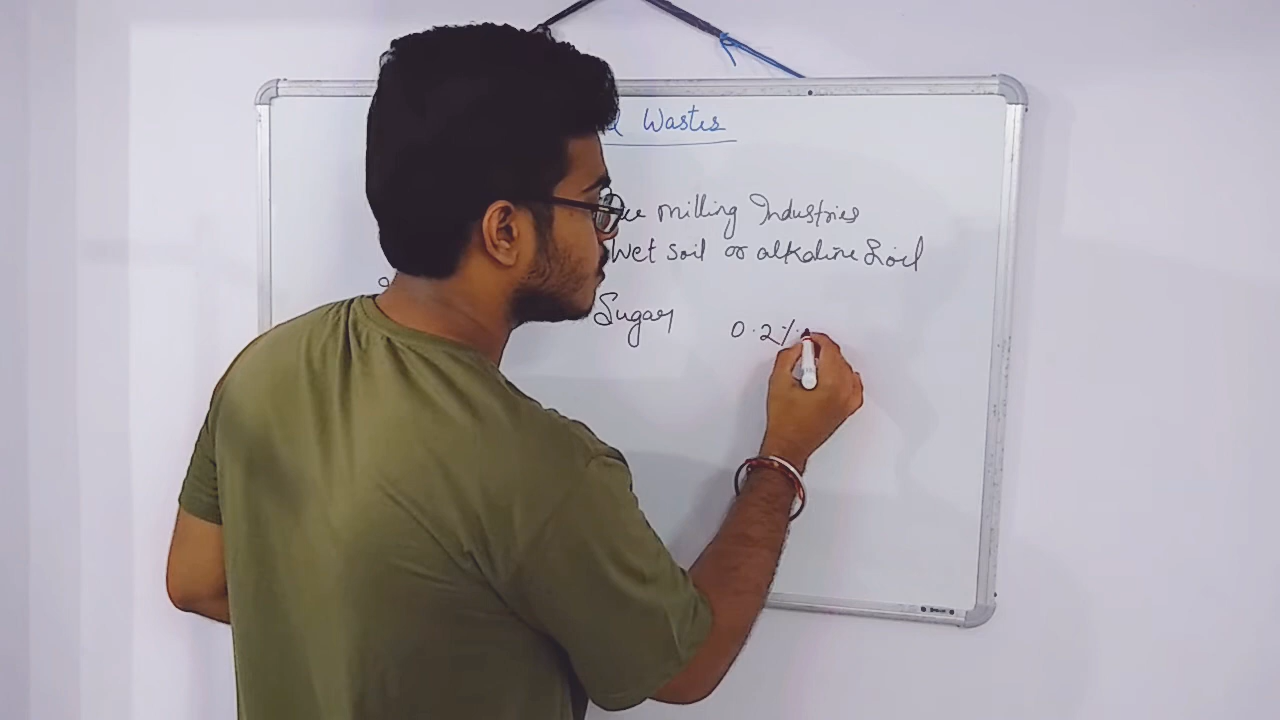 Wastes
milling Industries
Wet soil or alkaline Soil
Sugar 0.2%